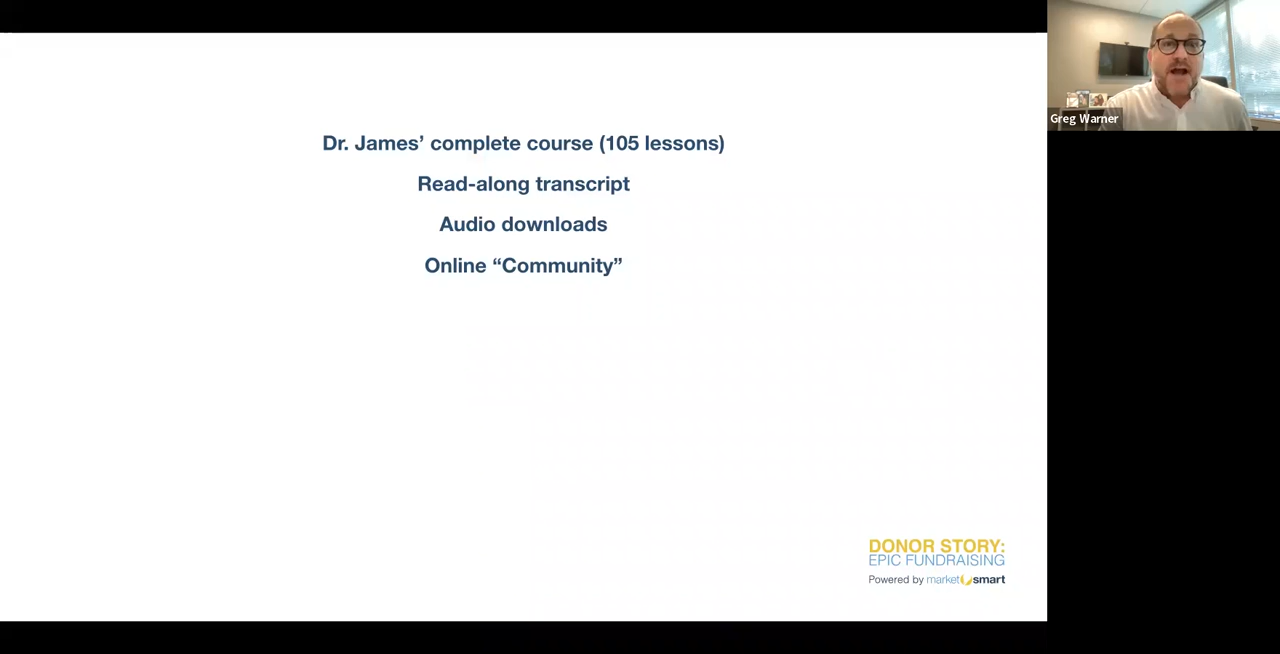 Dr. James’ complete course (105 lessons)
Read-along transcript
Audio downloads
Online “Community”
DONOR STORY:
EPIC FUNDRAISING
Powered by marketsmart
Greg Warner